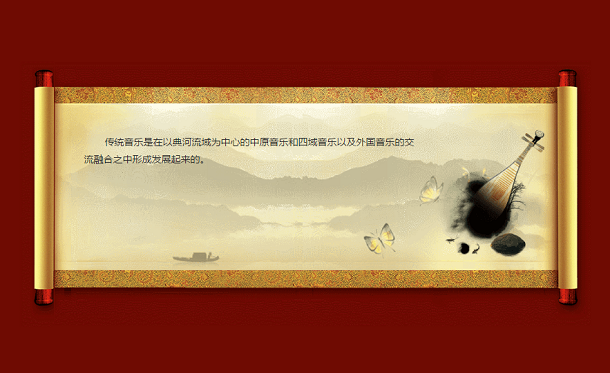 传统音乐是在以典河流域为中心的中原音乐和四域音乐以及外国音乐的交
流融合之中形成发展起来的。